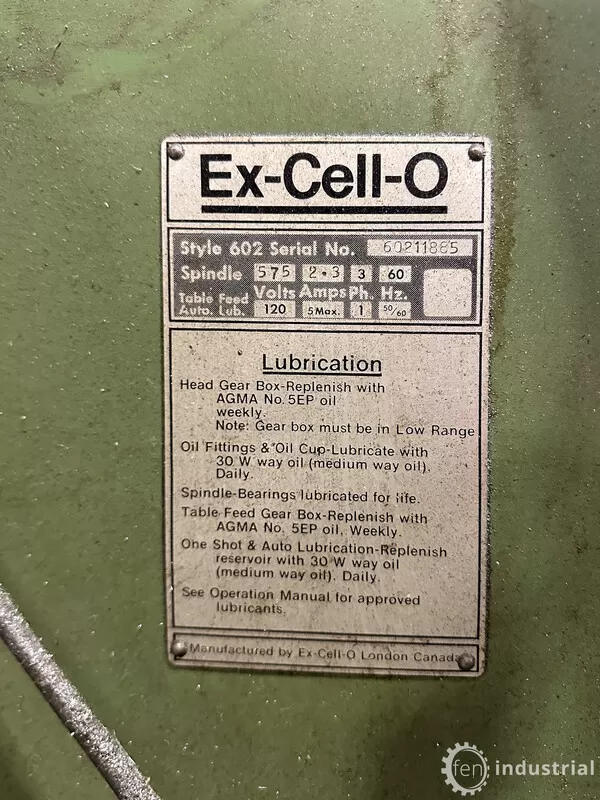 Ex-Cell-O
Style 602 Serial No. 60211885
Spindle 575 2.3 3 60
Volts Amps Ph. Hz.
Table Feed
Auto. Lub. 120 5 Max. 1 50/60
Lubrication
Head Gear Box-Replenish with
AGMA No. 5EP oil
weekly.
Note: Gear box must be in Low Range
Oil Fittings & Oil Cup-Lubricate with
30 W way oil (medium way oil).
Daily.
Spindle-Bearings lubricated for life.
Table Feed Gear Box-Replenish with
AGMA No. 5EP oil. Weekly.
One Shot & Auto Lubrication-Replenish
reservoir with 30 W way oil
(medium way oil). Daily.
See Operation Manual for approved
lubricants.
Manufactured by Ex-Cell-O London Canada
fen industrial